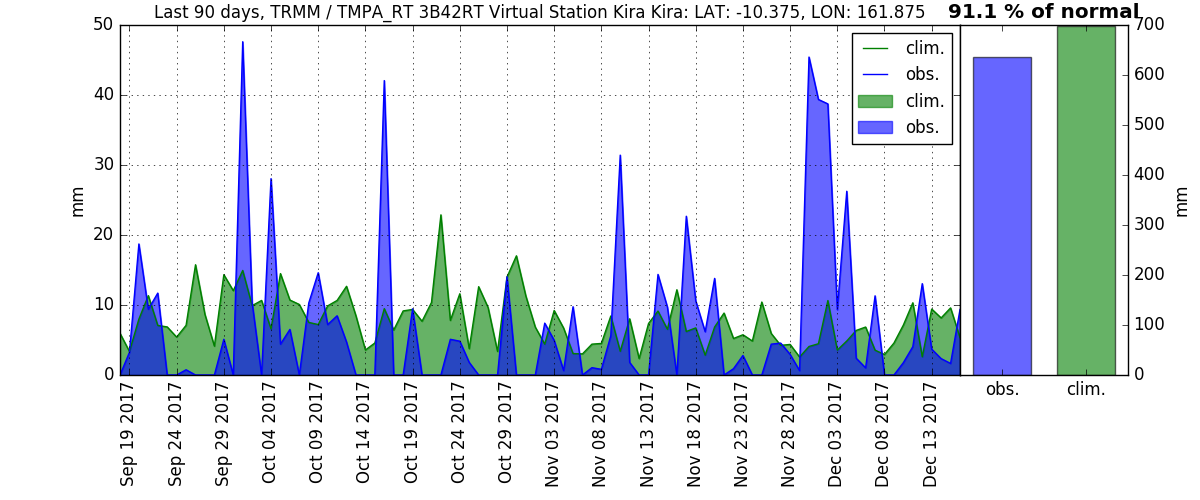 Last 90 days, TRMM / TMPA_RT 3B42RT Virtual Station Kira Kira: LAT: -10.375, LON: 161.875
91.1 % of normal
clim.
obs.
clim.
obs.
50
40
30
20
10
0
mm
700
600
500
400
300
200
100
0
mm
Sep 19 2017
Sep 24 2017
Sep 29 2017
Oct 04 2017
Oct 09 2017
Oct 14 2017
Oct 19 2017
Oct 24 2017
Oct 29 2017
Nov 03 2017
Nov 08 2017
Nov 13 2017
Nov 18 2017
Nov 23 2017
Nov 28 2017
Dec 03 2017
Dec 08 2017
Dec 13 2017
obs.
clim.